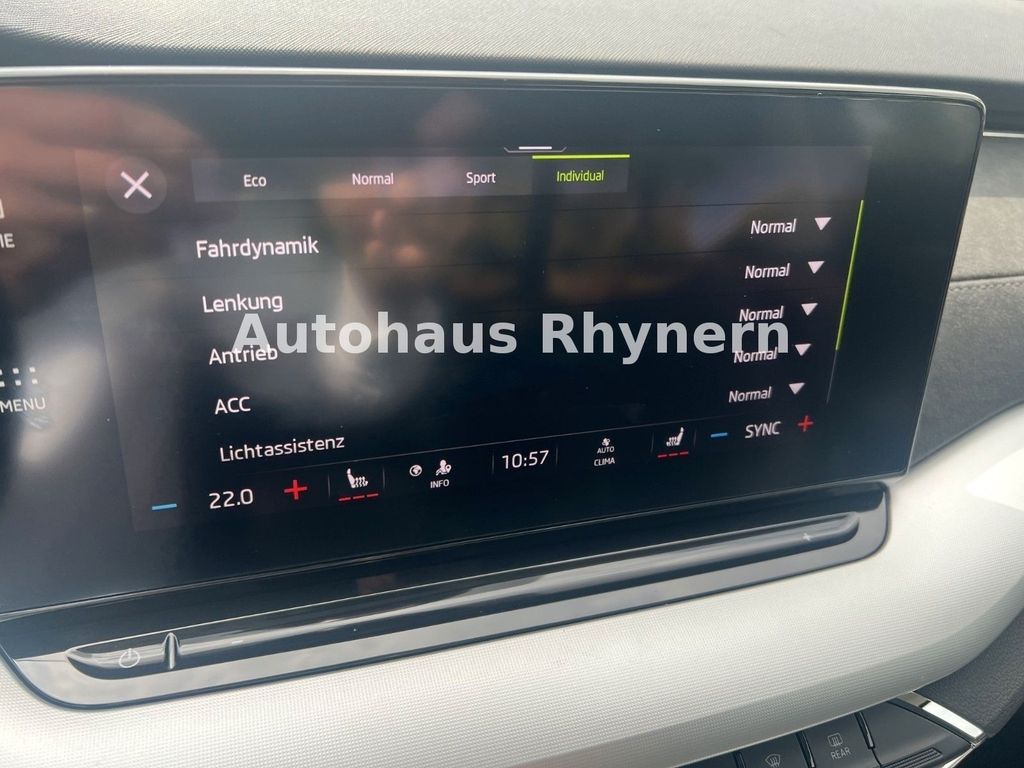 Eco Normal Sport Individual
Fahrdynamik Normal
Lenkung Normal
Antrieb Normal
ACC Normal
Lichtassistenz Normal
Autohaus Rhynern
MENU
22.0 INFO 10:57 AUTO CLIMA SYNC
REAR